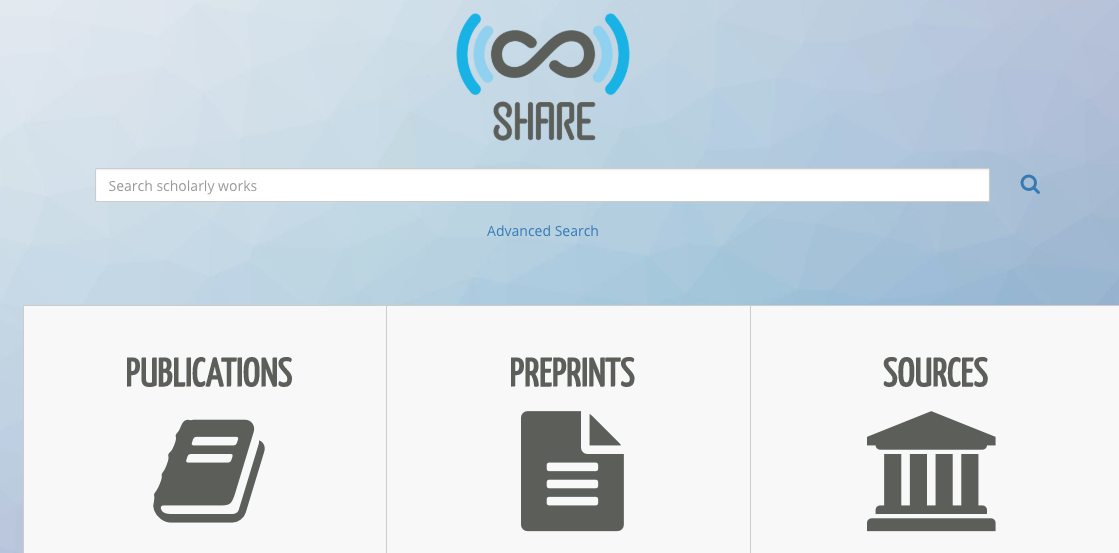 SHARE
Search scholarly works
Advanced Search
PUBLICATIONS
PREPRINTS
SOURCES